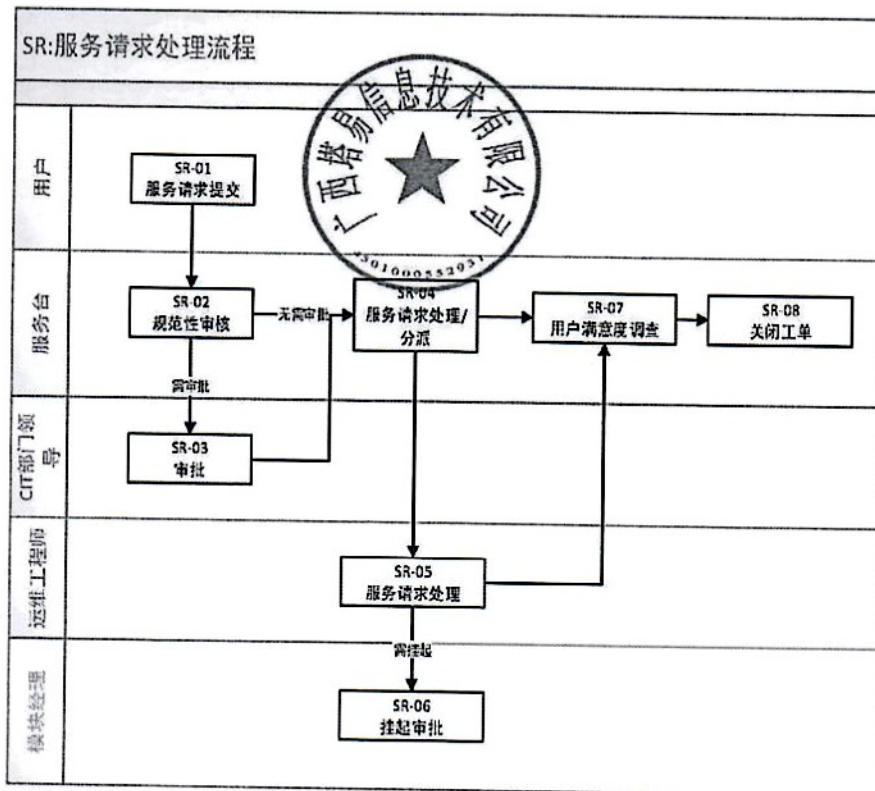 SR:服务请求处理流程
广西塔易信息技术有限公司
用户
SR-01
服务请求提交
服务台
SR-02
规范性审核
无需审批
SR-04
服务请求处理/
分派
SR-07
用户满意度调查
SR-08
关闭工单
需审批
CIT部门领
导
SR-03
审批
运维工程师
SR-05
服务请求处理
需挂起
模块经理
SR-06
挂起审批